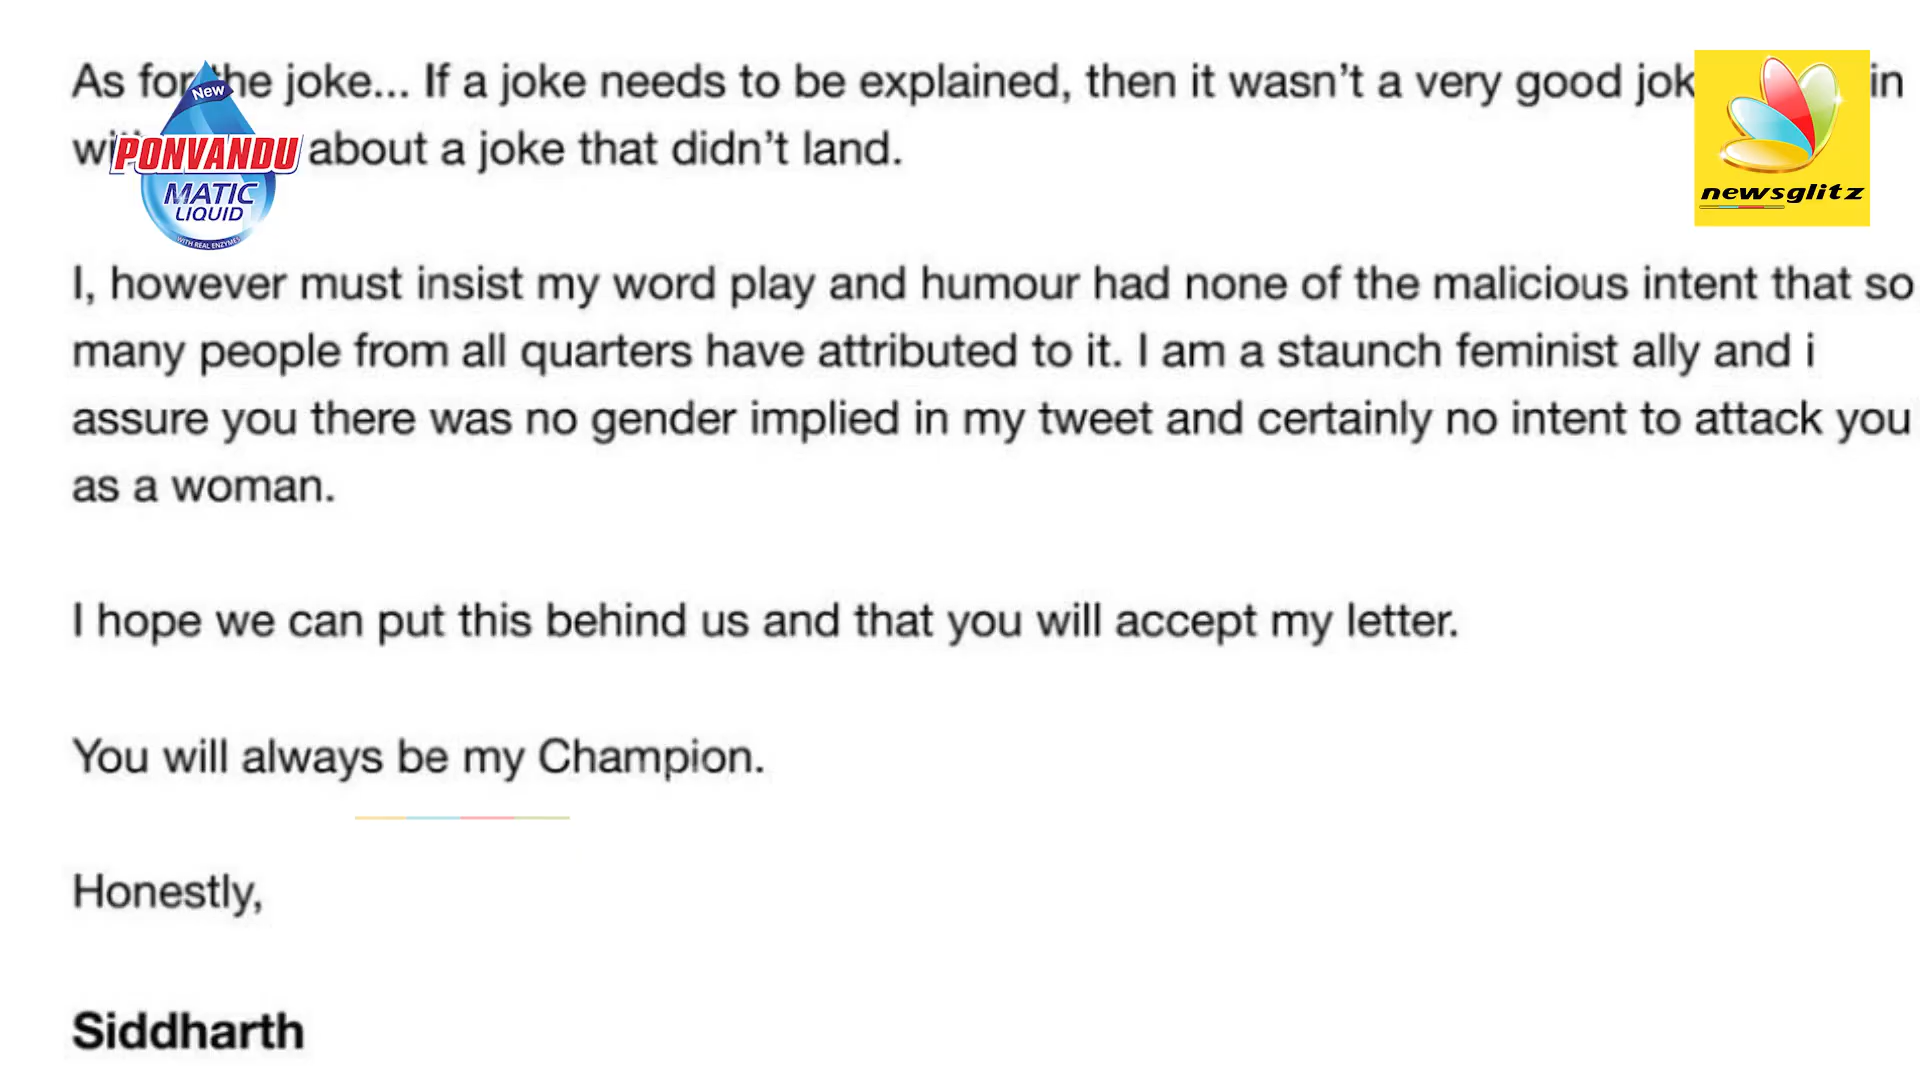 As for the joke... If a joke needs to be explained, then it wasn't a very good jok in
about a joke that didn't land.
New
PONVANDU
MATIC
LIQUID
WITH REAL ENZYMES
newsglitz
I, however must insist my word play and humour had none of the malicious intent that so
many people from all quarters have attributed to it. I am a staunch feminist ally and i
assure you there was no gender implied in my tweet and certainly no intent to attack you
as a woman.
I hope we can put this behind us and that you will accept my letter.
You will always be my Champion.
Honestly,
Siddharth